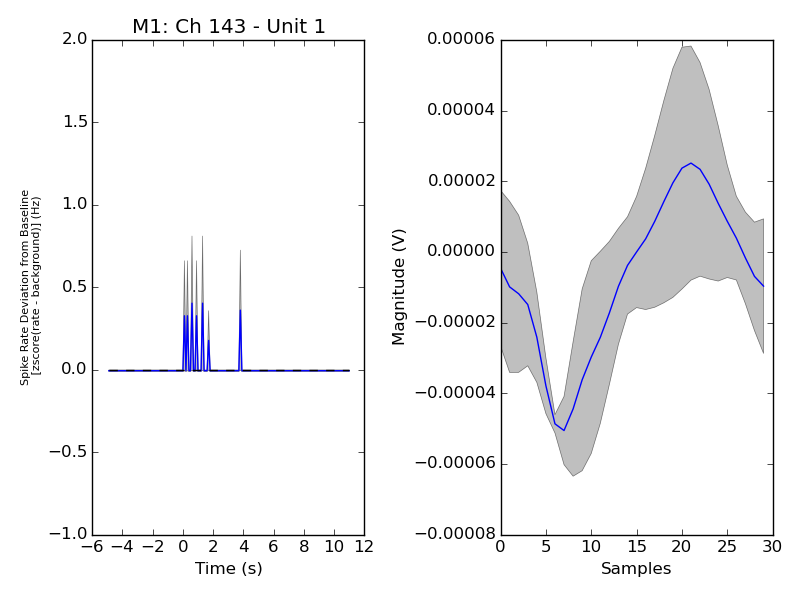 M1: Ch 143 - Unit 1
2.0
1.5
1.0
0.5
0.0
−0.5
−1.0
−6 −4 −2 0 2 4 6 8 10 12
Time (s)
Spike Rate Deviation from Baseline
[zscore(rate - background)] (Hz)
0.00006
0.00004
0.00002
0.00000
−0.00002
−0.00004
−0.00006
−0.00008
0 5 10 15 20 25 30
Samples
Magnitude (V)